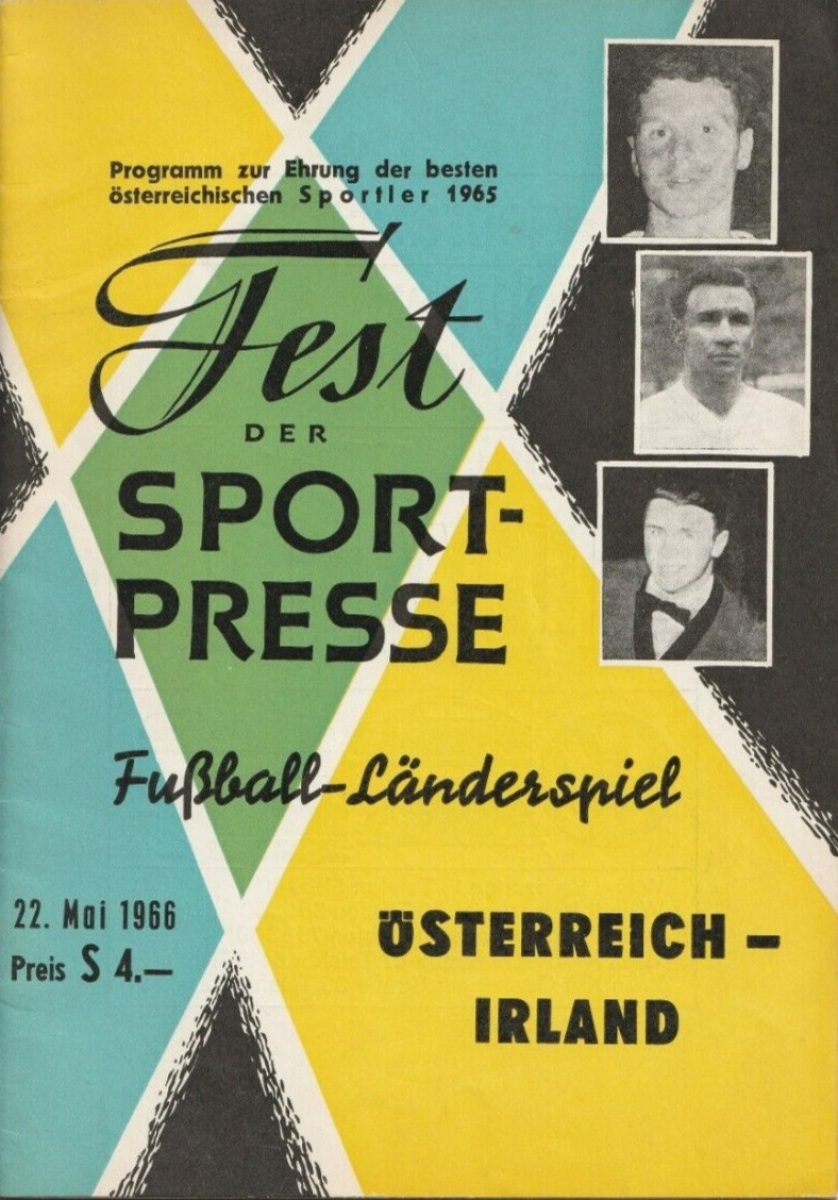 Programm zur Ehrung der besten
österreichischen Sportler 1965
Fest
DER
SPORT-
PRESSE
Fußball-Länderspiel
22. Mai 1966
Preis S 4.—
ÖSTERREICH –
IRLAND